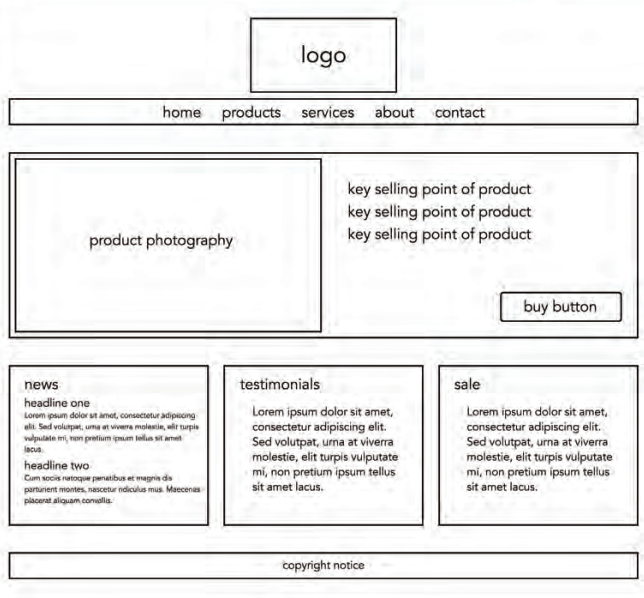 logo
home products services about contact
product photography
key selling point of product
key selling point of product
key selling point of product
buy button
news
headline one
Lorem ipsum dolor sit amet, consectetur adipiscing
elit. Sed volutpat, urna at viverra molestie, elit turpis
vulputate mi, non pretium ipsum tellus sit amet
lacus.
headline two
Cum sociis natoque penatibus et magnis dis
parturient montes, nascetur ridiculus mus. Maecenas
placerat aliquam convallis.
testimonials
Lorem ipsum dolor sit amet,
consectetur adipiscing elit.
Sed volutpat, urna at viverra
molestie, elit turpis vulputate
mi, non pretium ipsum tellus
sit amet lacus.
sale
Lorem ipsum dolor sit amet,
consectetur adipiscing elit.
Sed volutpat, urna at viverra
molestie, elit turpis vulputate
mi, non pretium ipsum tellus
sit amet lacus.
copyright notice